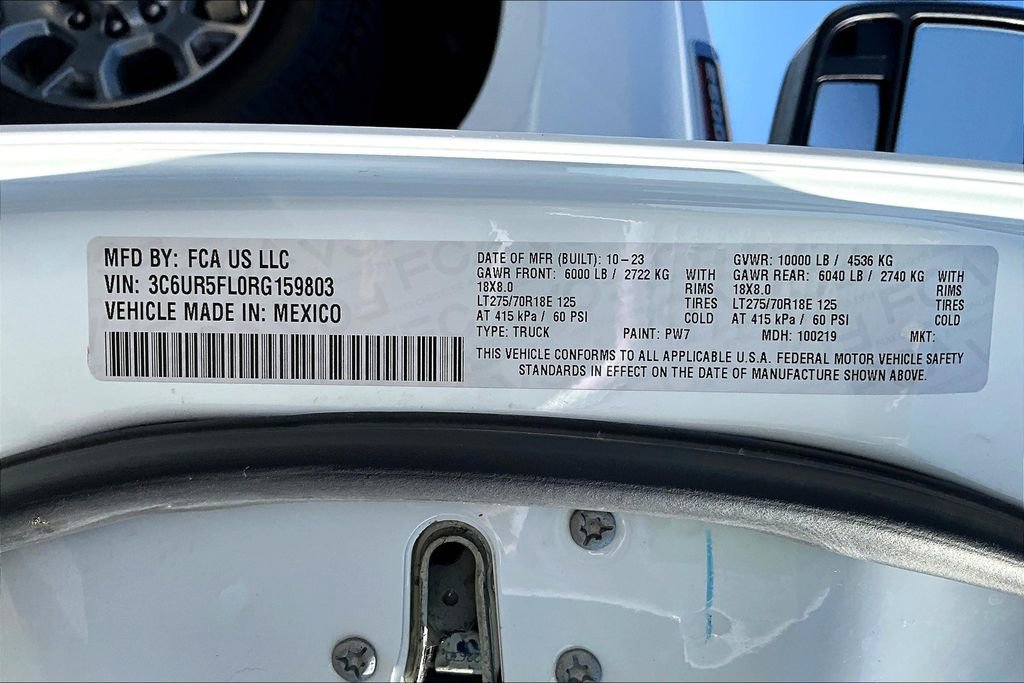 MFD BY: FCA US LLC
VIN: 3C6UR5FL0RG159803
VEHICLE MADE IN: MEXICO
DATE OF MFR (BUILT): 10-23
GAWR FRONT: 6000 LB / 2722 KG WITH
18X8.0 RIMS
LT275/70R18E 125 TIRES
AT 415 kPa / 60 PSI COLD
TYPE: TRUCK PAINT: PW7
GVWR: 10000 LB / 4536 KG
GAWR REAR: 6040 LB / 2740 KG WITH
18X8.0 RIMS
LT275/70R18E 125 TIRES
AT 415 kPa / 60 PSI COLD
MDH: 100219 MKT:
THIS VEHICLE CONFORMS TO ALL APPLICABLE U.S.A. FEDERAL MOTOR VEHICLE SAFETY
STANDARDS IN EFFECT ON THE DATE OF MANUFACTURE SHOWN ABOVE.